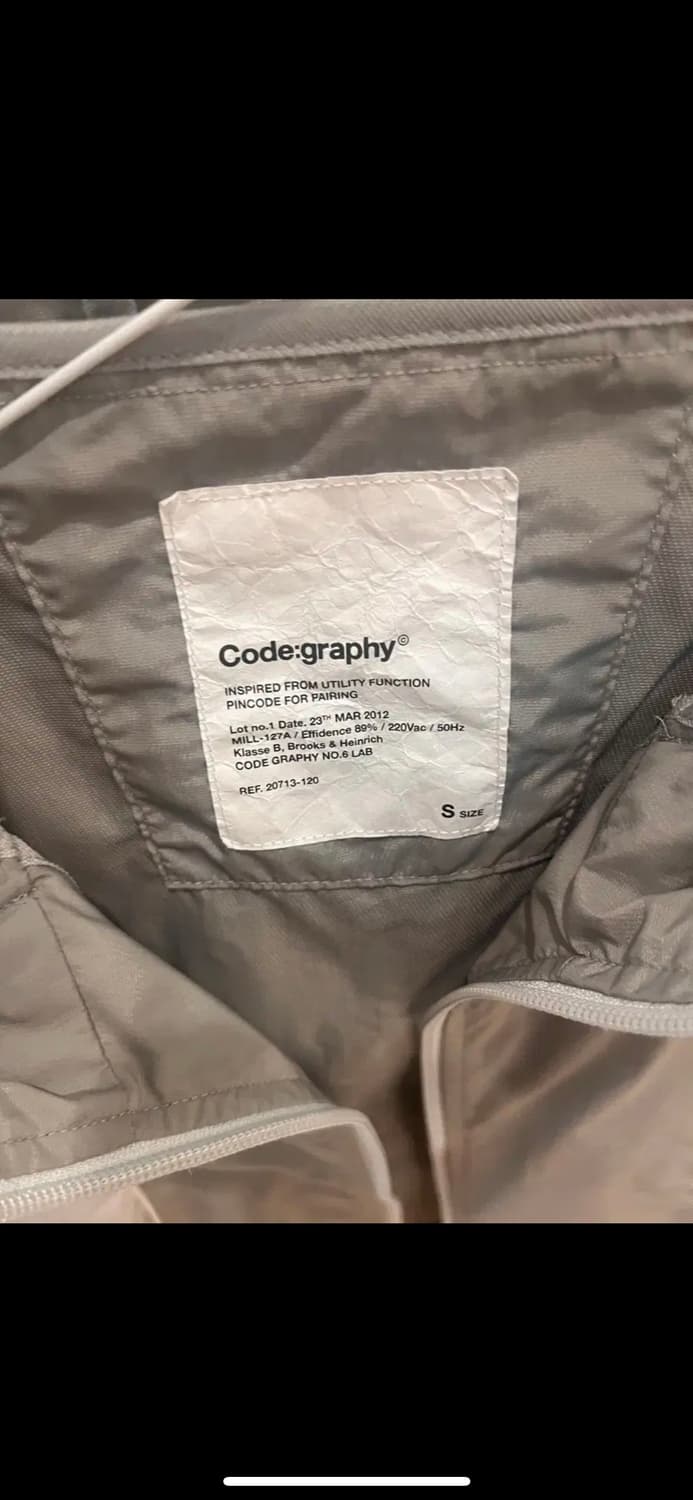 Code:graphy©
INSPIRED FROM UTILITY FUNCTION
PINCODE FOR PAIRING
Lot no.1 Date. 23TH MAR 2012
MILL-127A / Effidence 89% / 220Vac / 50Hz
Klasse B, Brooks & Heinrich
CODE GRAPHY NO.6 LAB
REF. 20713-120
S SIZE